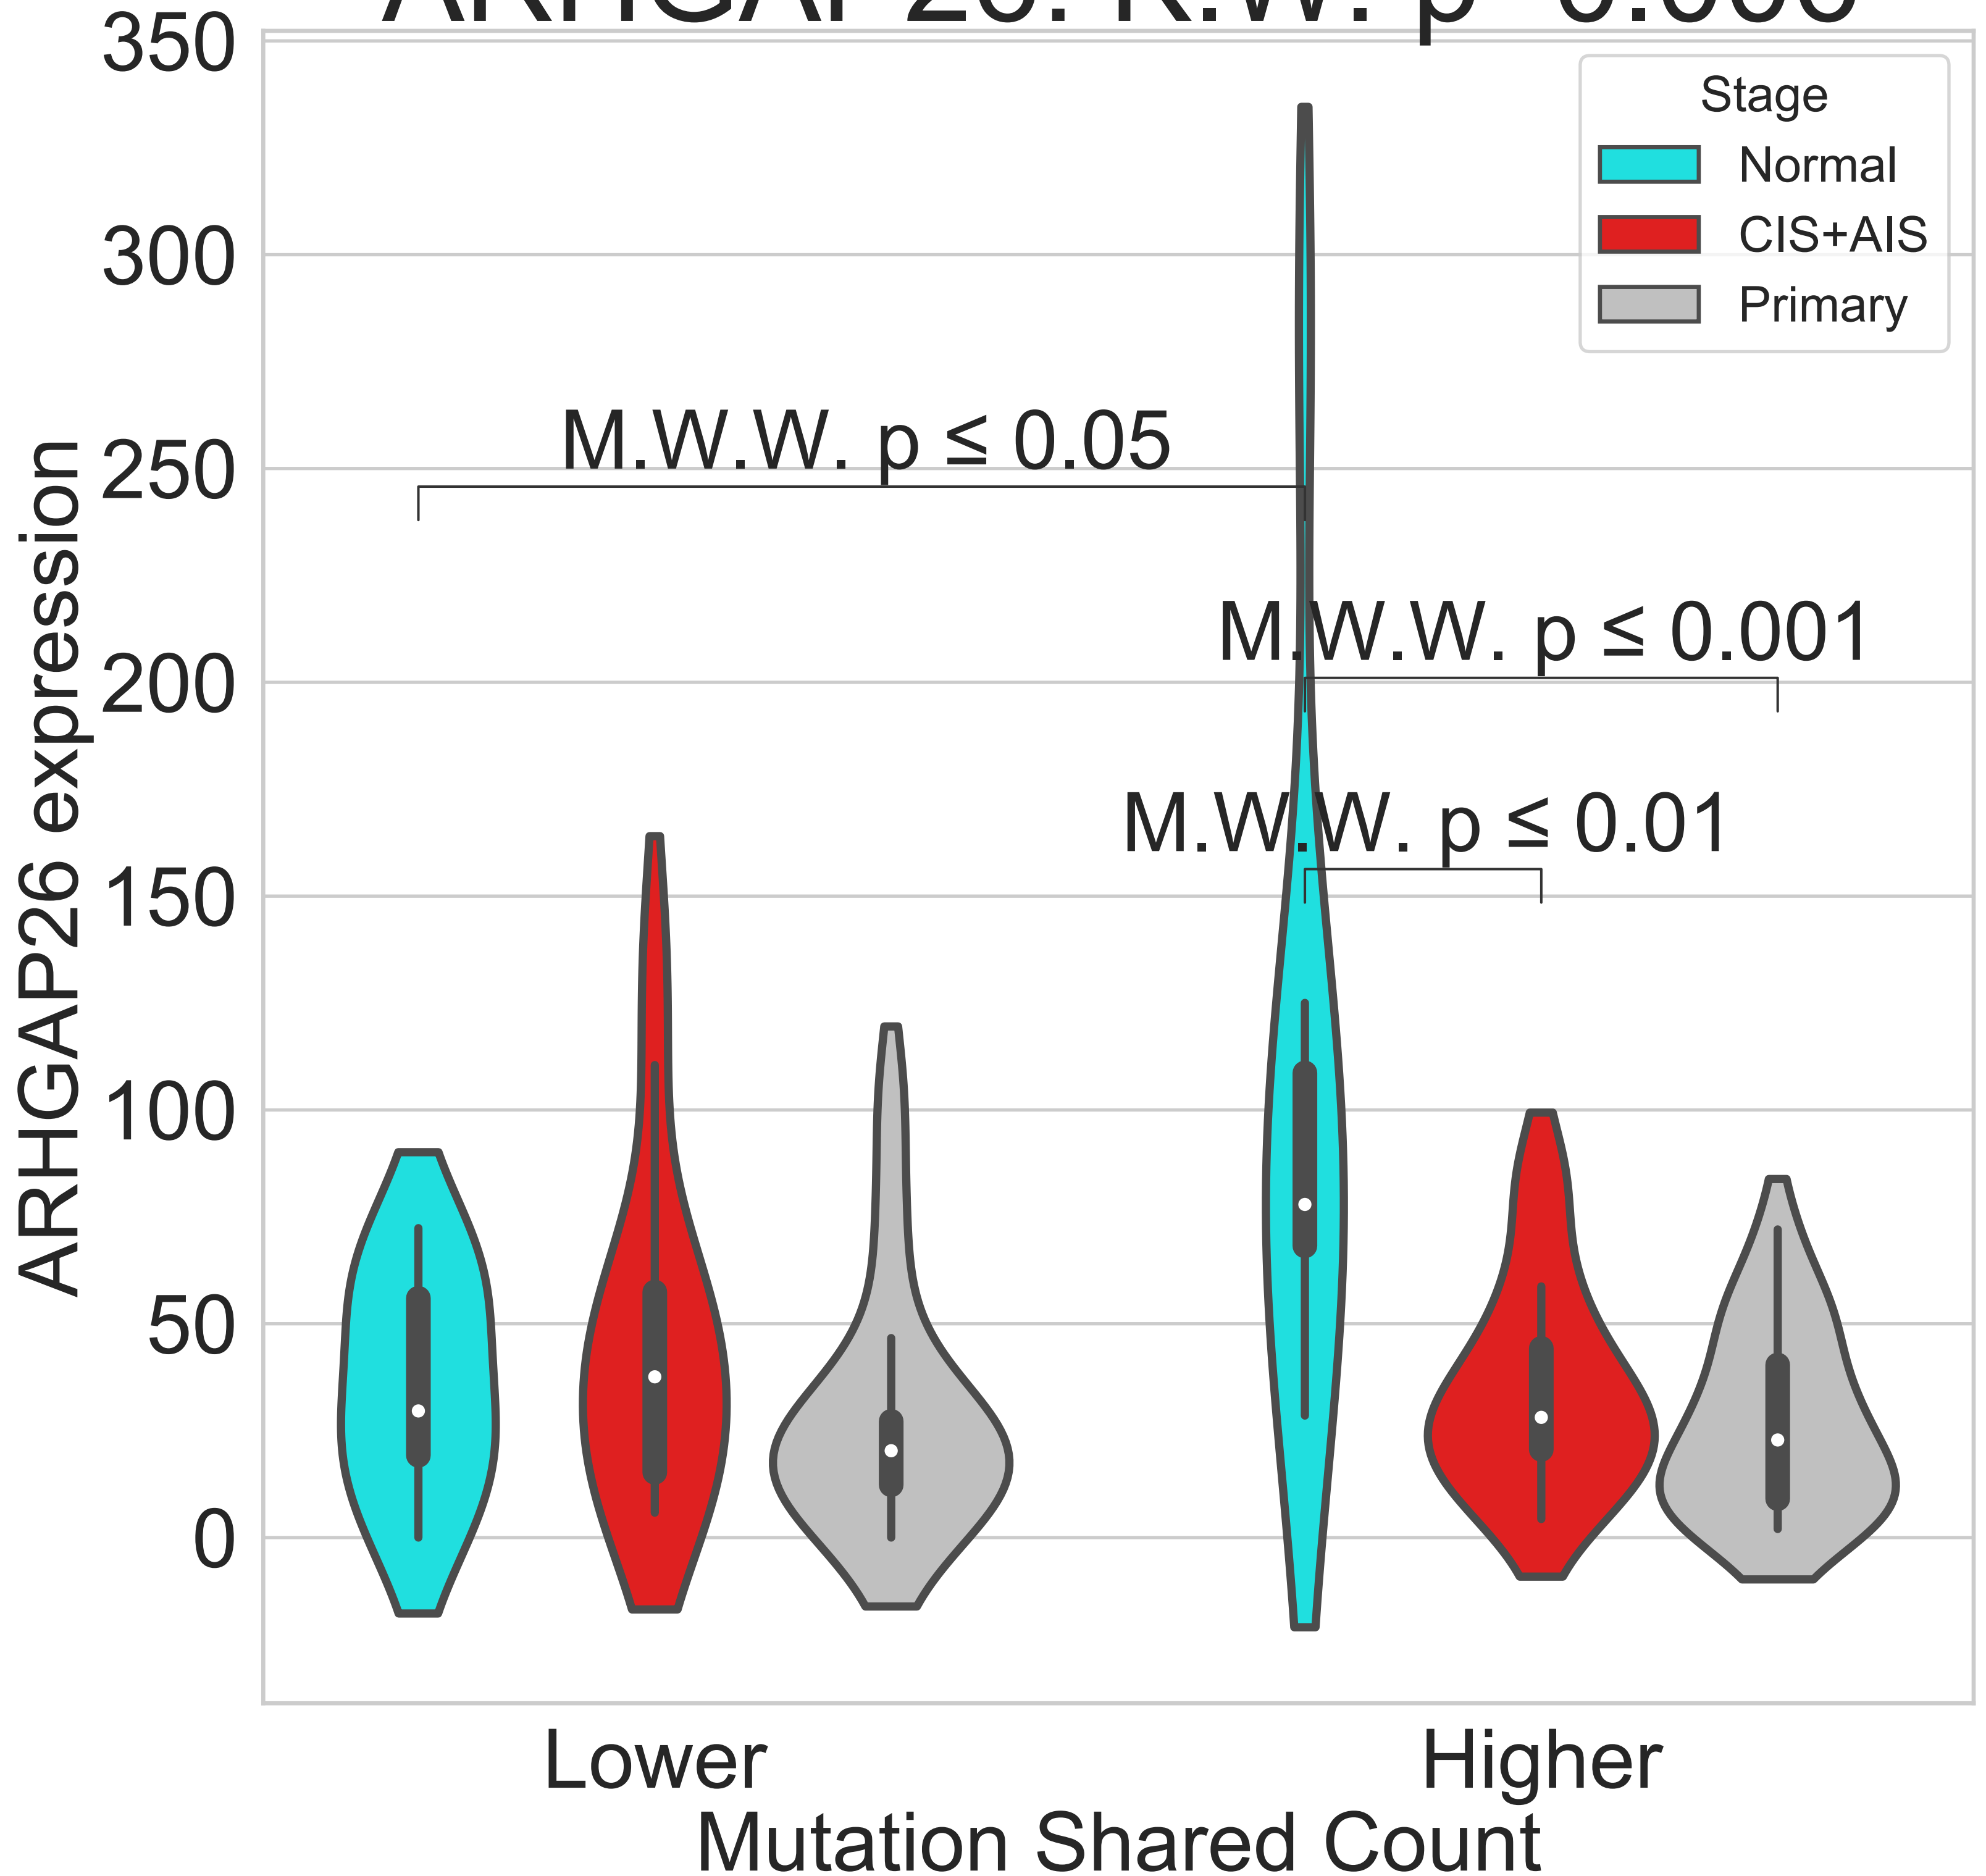 350
300
250
200
150
100
50
0
ARHGAP26 expression
Stage
Normal
CIS+AIS
Primary
M.W.W. p ≤ 0.05
M.W.W. p ≤ 0.001
M.W.W. p ≤ 0.01
Lower
Higher
Mutation Shared Count